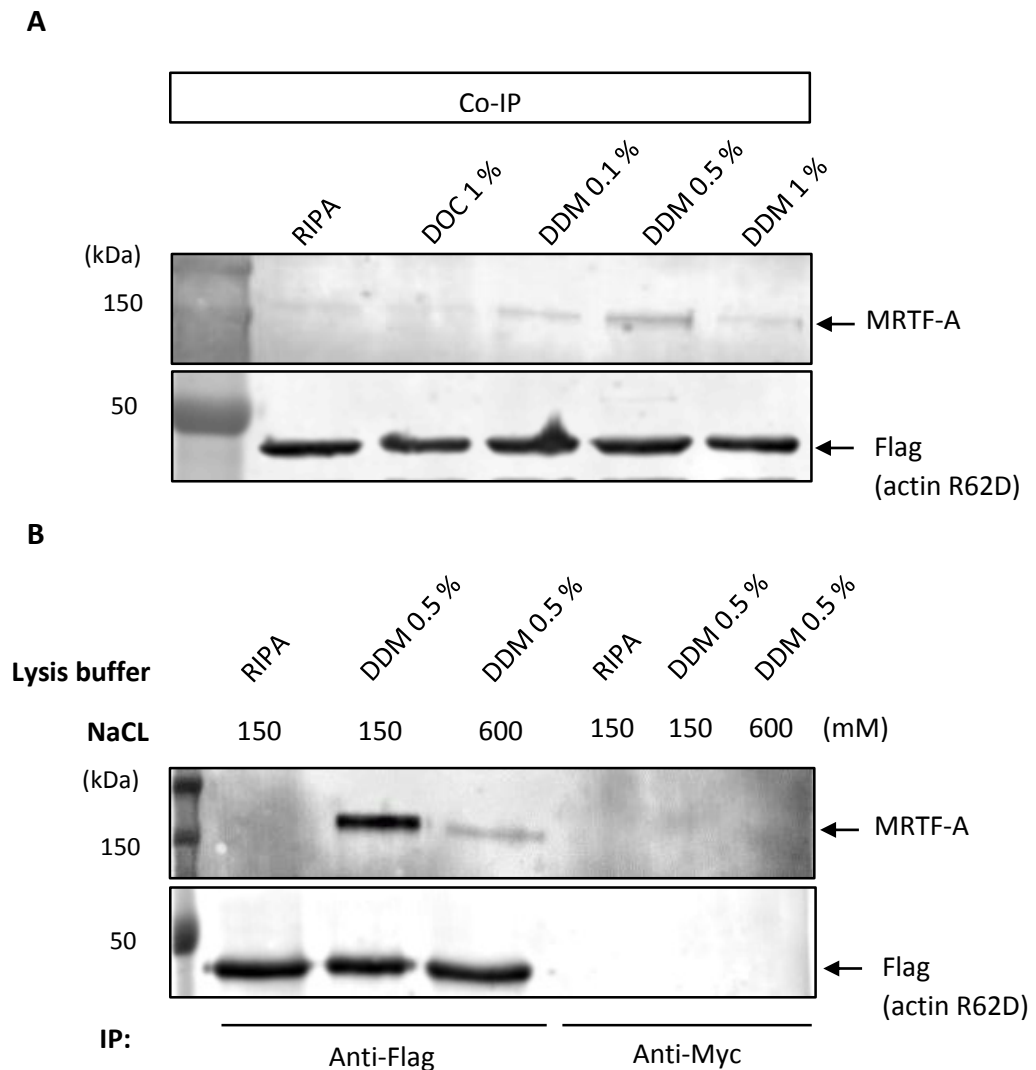 A
Co-IP
RIPA
DOC 1 %
DDM 0.1 %
DDM 0.5 %
DDM 1 %
(kDa)
150
MRTF-A
50
Flag
(actin R62D)
B
Lysis buffer
RIPA
DDM 0.5 %
DDM 0.5 %
RIPA
DDM 0.5 %
DDM 0.5 %
NaCL 150 150 600 150 150 600 (mM)
(kDa)
150
MRTF-A
50
Flag
(actin R62D)
IP: Anti-Flag Anti-Myc